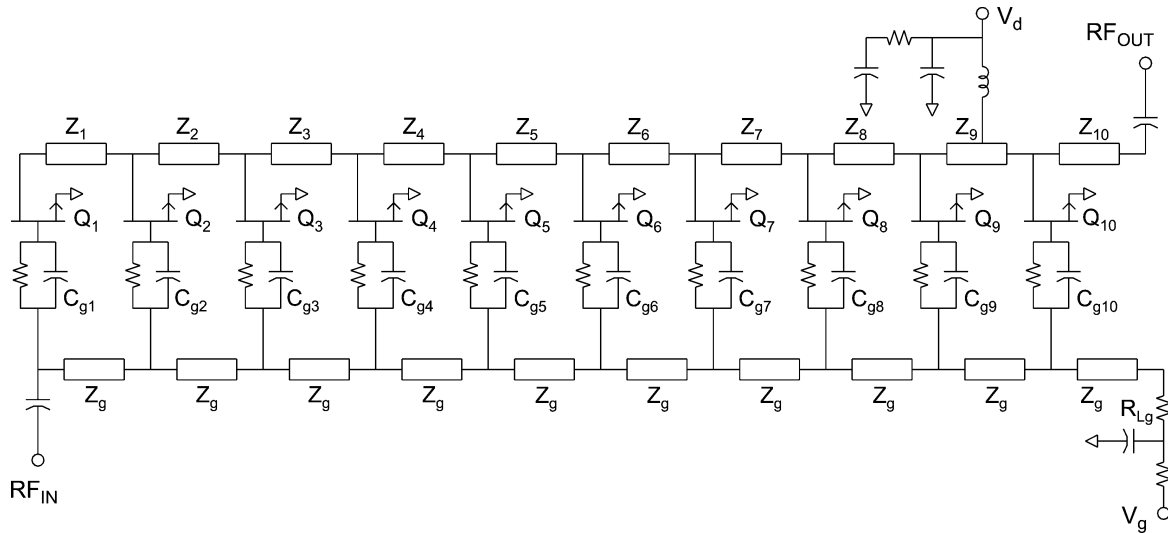 V_d
RF_OUT
Z_1 Z_2 Z_3 Z_4 Z_5 Z_6 Z_7 Z_8 Z_9 Z_10
Q_1 Q_2 Q_3 Q_4 Q_5 Q_6 Q_7 Q_8 Q_9 Q_10
C_g1 C_g2 C_g3 C_g4 C_g5 C_g6 C_g7 C_g8 C_g9 C_g10
Z_g Z_g Z_g Z_g Z_g Z_g Z_g Z_g Z_g Z_g
R_Lg
RF_IN
V_g